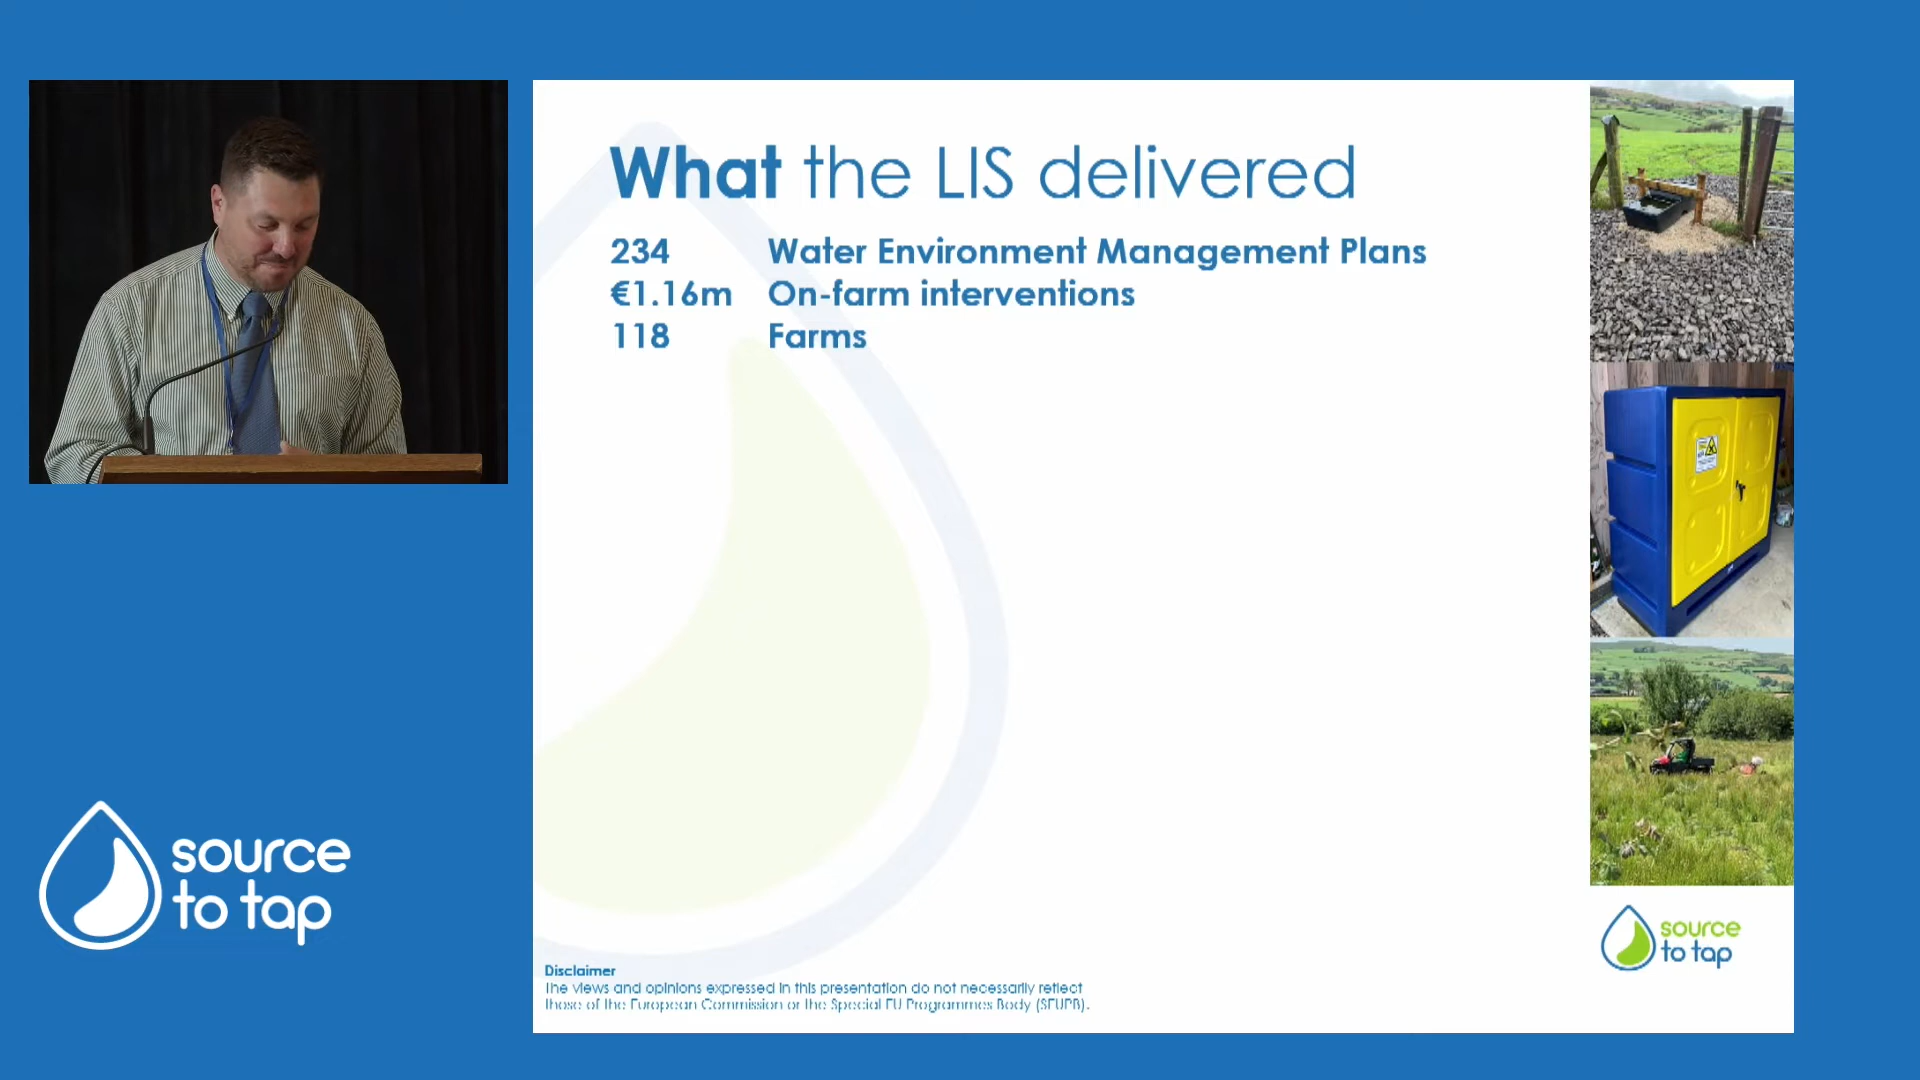 What the LIS delivered
234 Water Environment Management Plans
€1.16m On-farm interventions
118 Farms
source
to tap
source
to tap
Disclaimer
The views and opinions expressed in this presentation do not necessarily reflect
those of the European Commission or the Special EU Programmes Body (SEUPB).